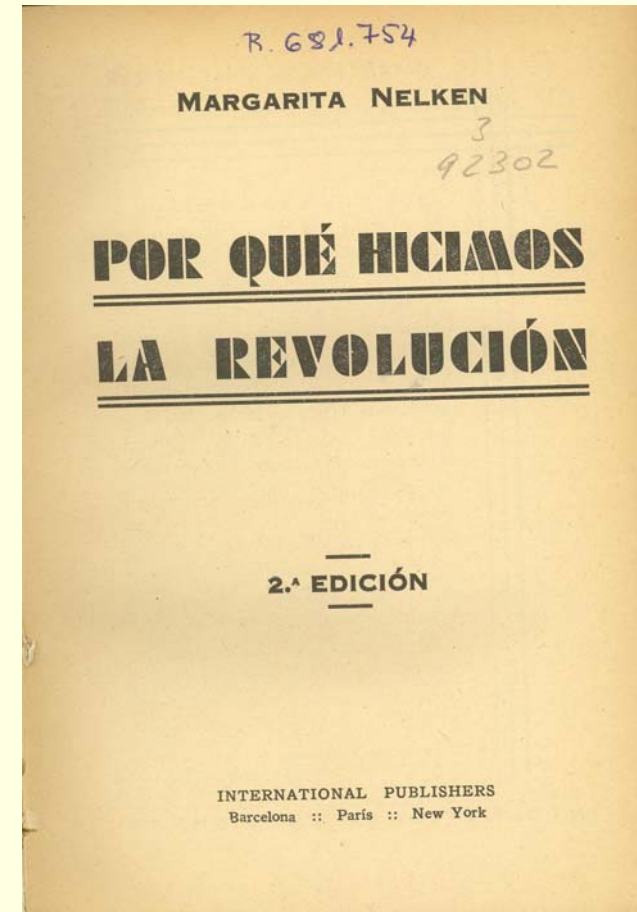 R. 681.754
MARGARITA NELKEN
3
92302
POR QUÉ HICIMOS
LA REVOLUCIÓN
2.ᴬ EDICIÓN
INTERNATIONAL PUBLISHERS
Barcelona :: París :: New York